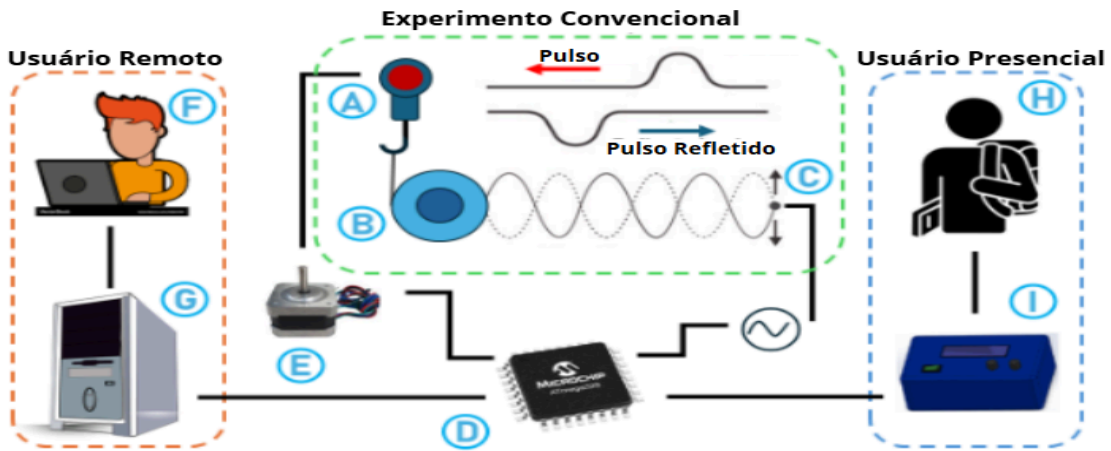 Experimento Convencional
Usuário Remoto
Pulso
Usuário Presencial
F
A
H
Pulso Refletido
C
B
G
E
I
MICROCHIP
D